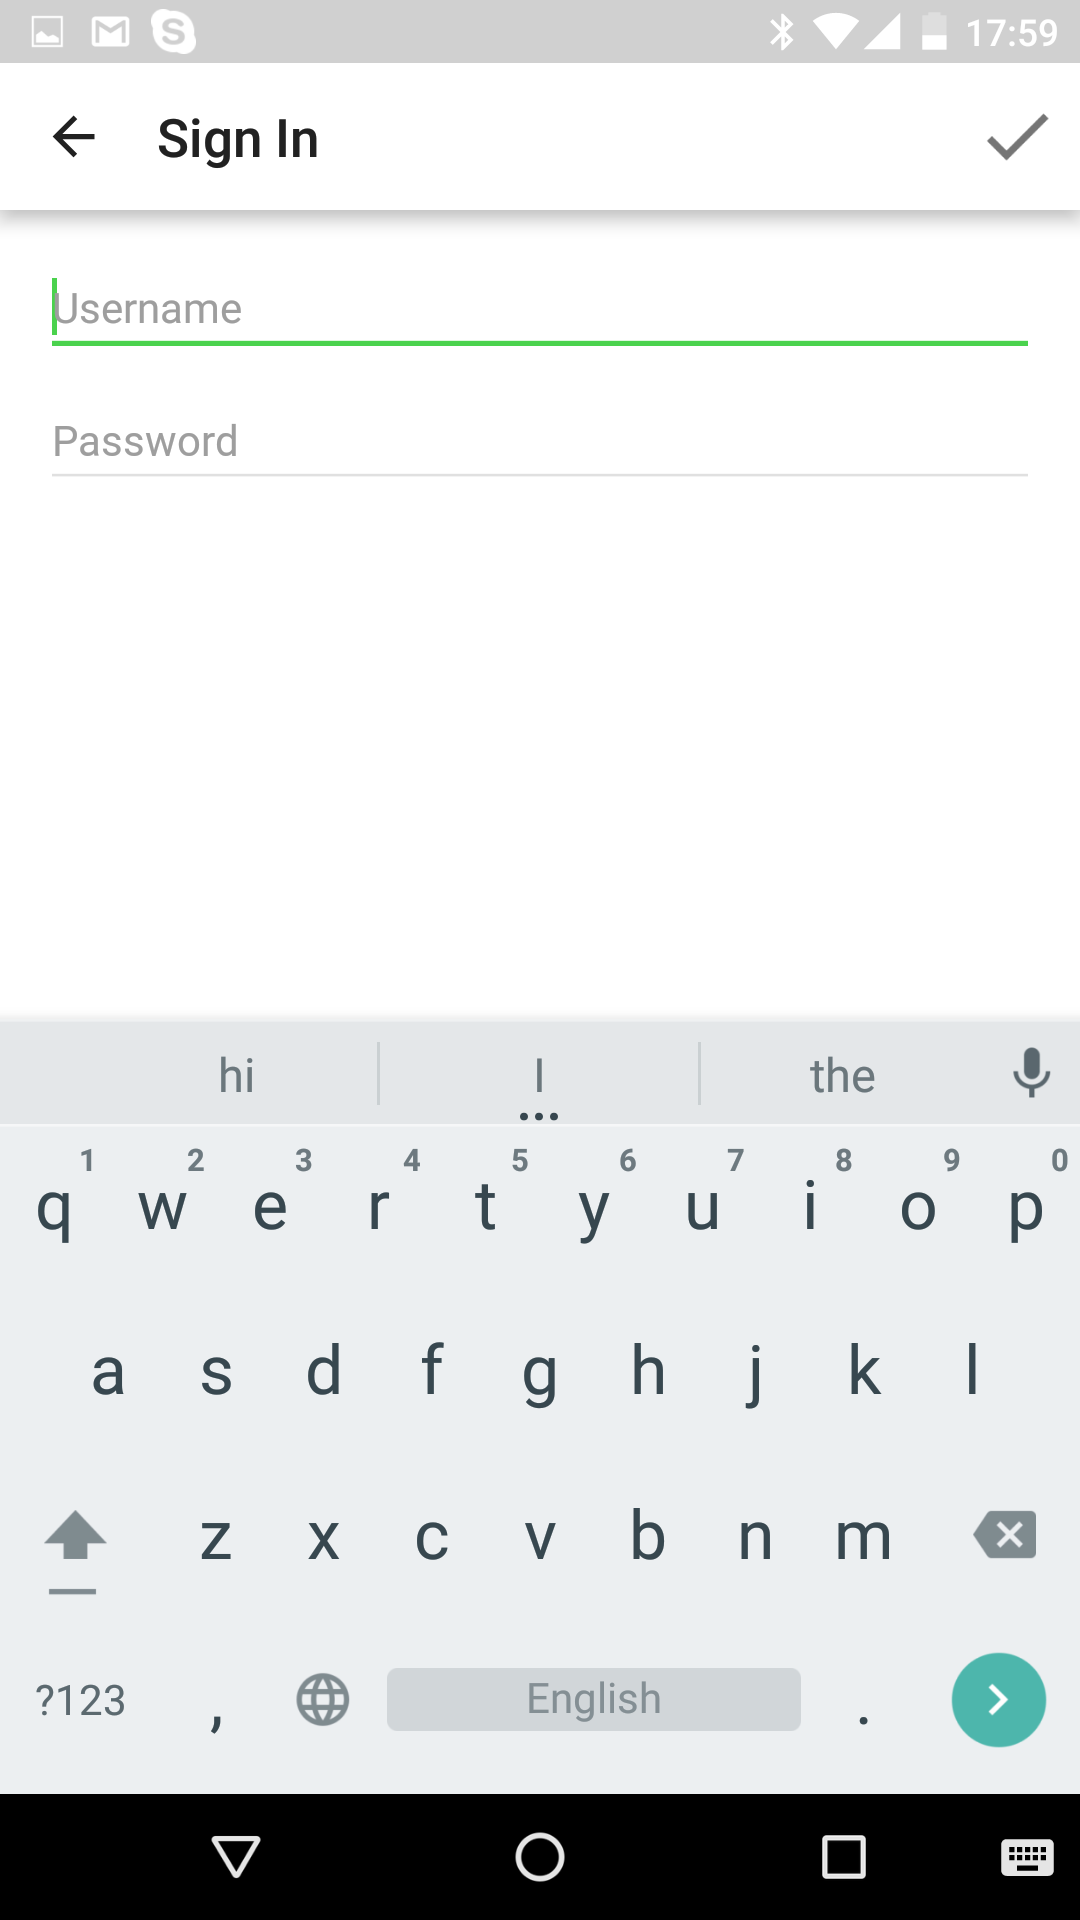 17:59
Sign In
Username
Password
hi I the
1 2 3 4 5 6 7 8 9 0
q w e r t y u i o p
a s d f g h j k l
z x c v b n m
?123 , English .